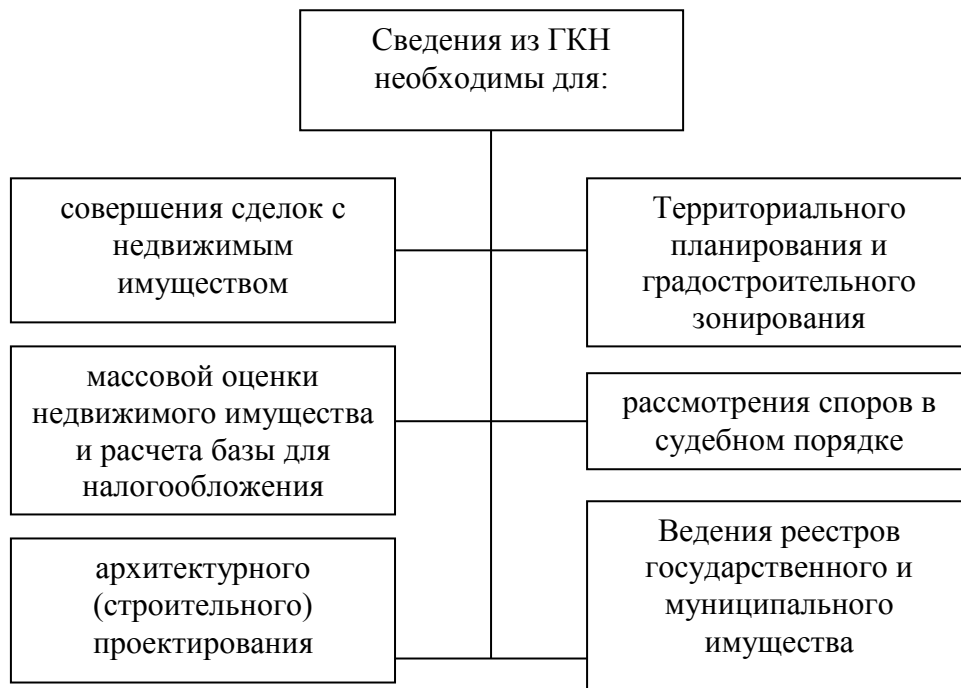 Сведения из ГКН
необходимы для:
совершения сделок с
недвижимым
имуществом
Территориального
планирования и
градостроительного
зонирования
массовой оценки
недвижимого имущества
и расчета базы для
налогообложения
рассмотрения споров в
судебном порядке
архитектурного
(строительного)
проектирования
Ведения реестров
государственного и
муниципального
имущества